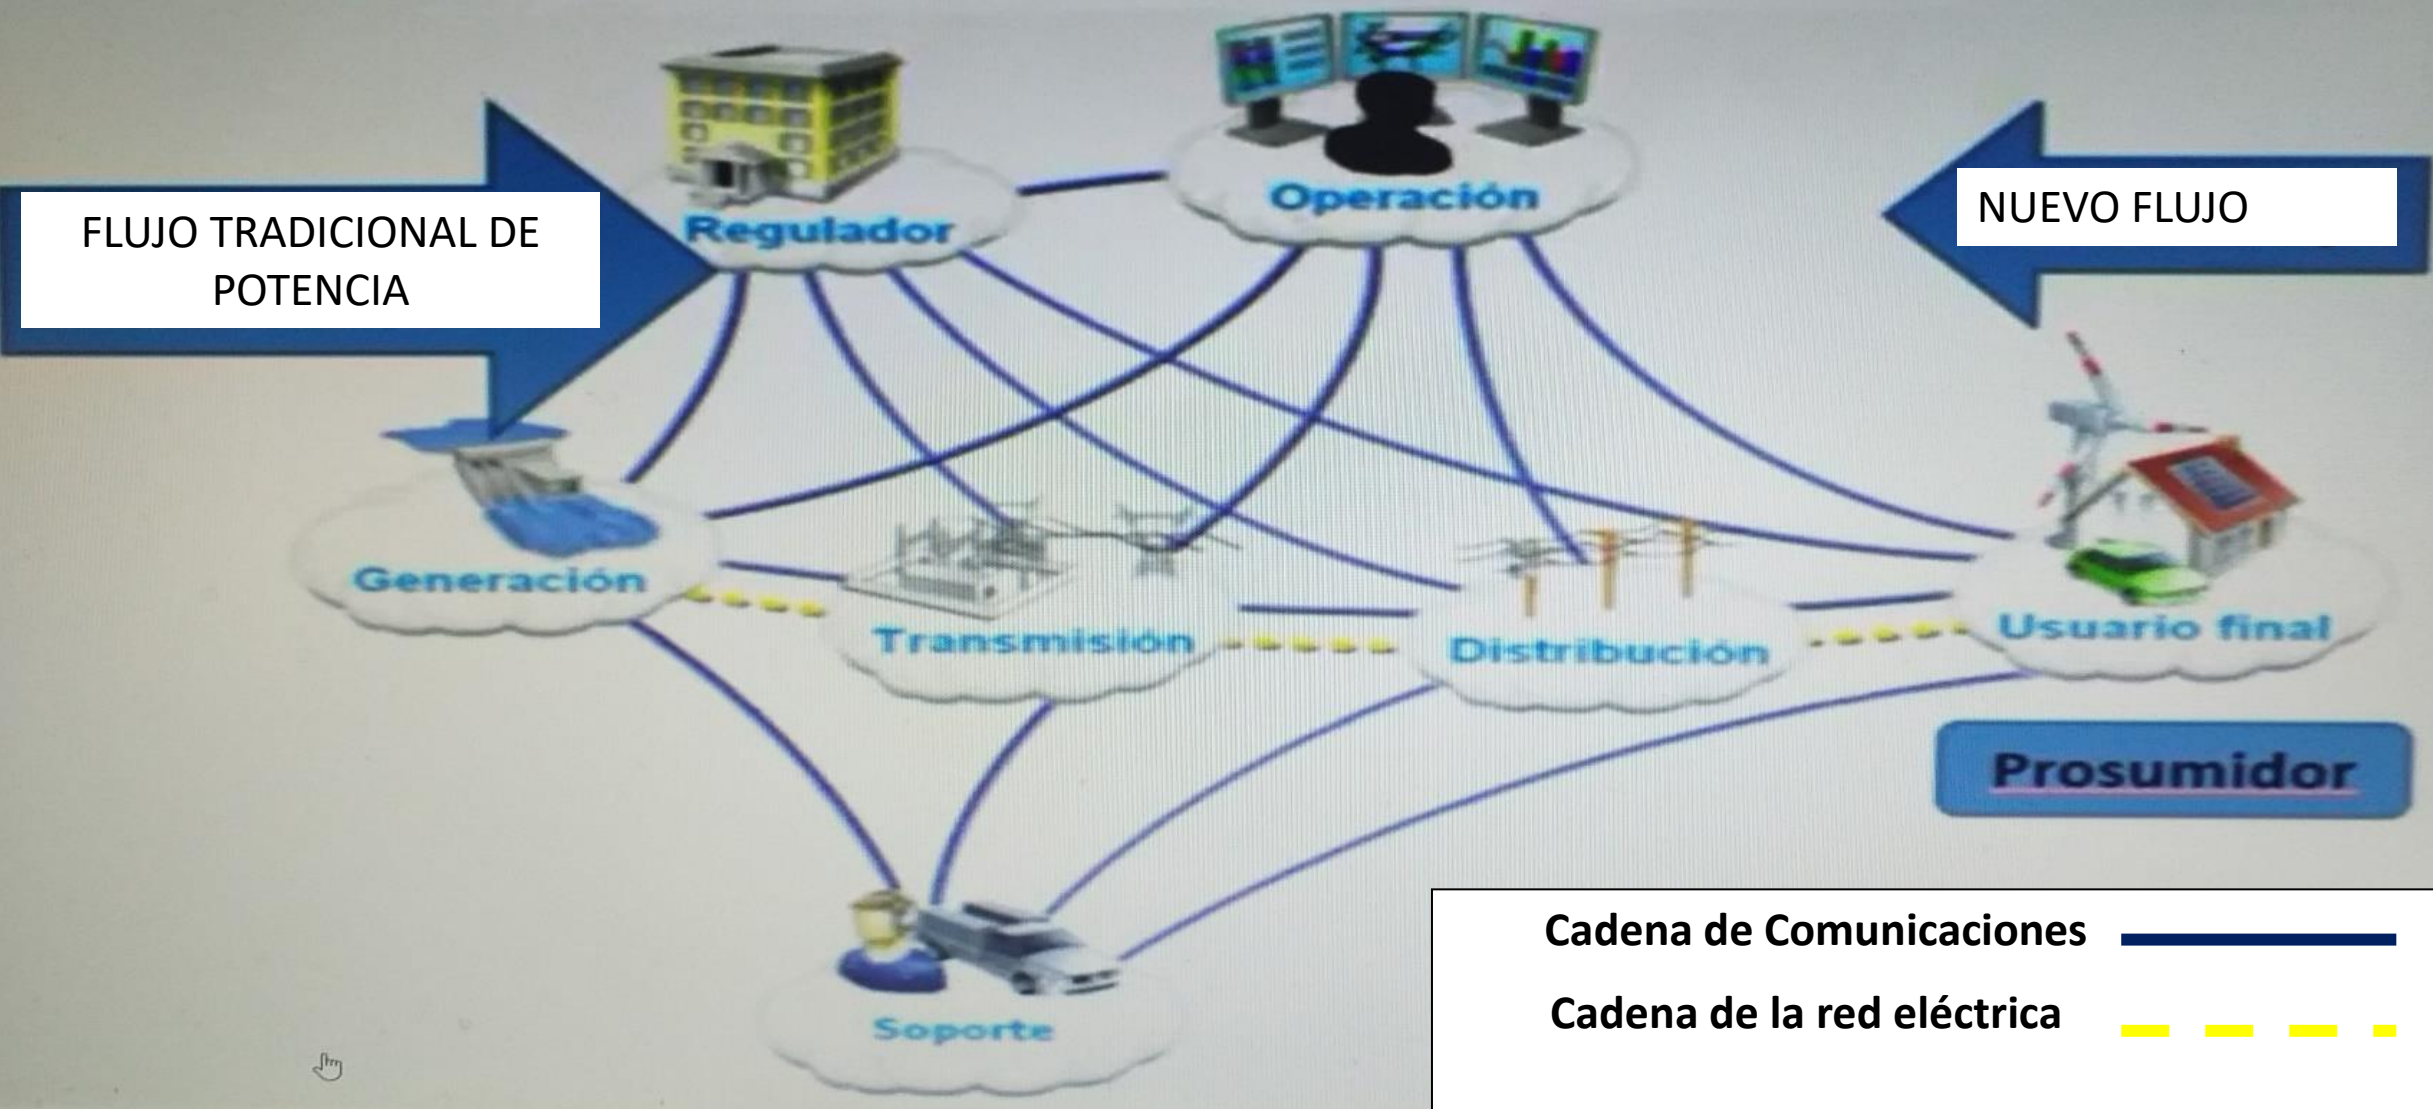 FLUJO TRADICIONAL DE
POTENCIA
Regulador
Operación
NUEVO FLUJO
Generación
Transmisión
Distribución
Usuario final
Prosumidor
Soporte
Cadena de Comunicaciones
Cadena de la red eléctrica